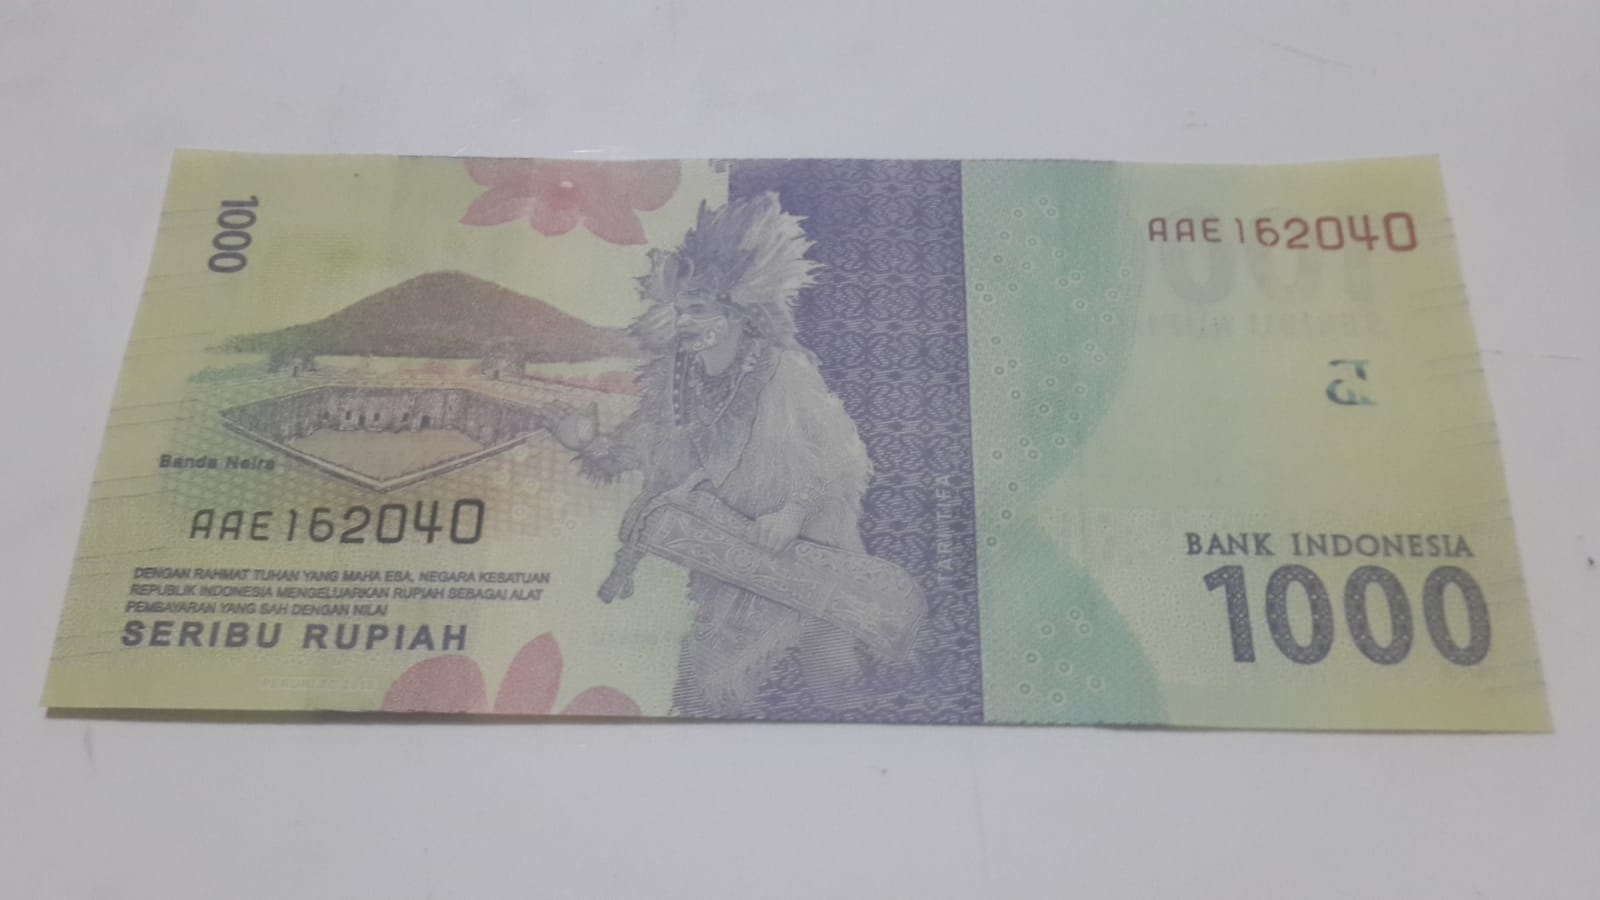 1000
AAE162040
Banda Neira
AAE162040
DENGAN RAHMAT TUHAN YANG MAHA ESA, NEGARA KESATUAN
REPUBLIK INDONESIA MENGELUARKAN RUPIAH SEBAGAI ALAT
PEMBAYARAN YANG SAH DENGAN NILAI
SERIBU RUPIAH
TARI TIFA
BANK INDONESIA
1000